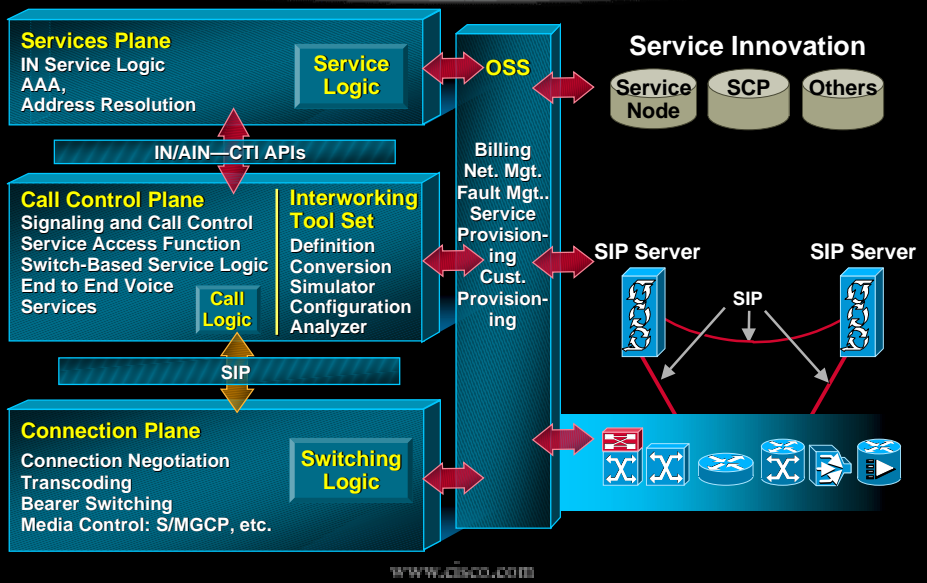 Services Plane
IN Service Logic
AAA,
Address Resolution
Service
Logic
IN/AIN—CTI APIs
Call Control Plane
Signaling and Call Control
Service Access Function
Switch-Based Service Logic
End to End Voice
Services
Call
Logic
Interworking
Tool Set
Definition
Conversion
Simulator
Configuration
Analyzer
SIP
Connection Plane
Connection Negotiation
Transcoding
Bearer Switching
Media Control: S/MGCP, etc.
Switching
Logic
OSS
Billing
Net. Mgt.
Fault Mgt..
Service
Provision-
ing
Cust.
Provision-
ing
Service Innovation
Service
Node
SCP
Others
SIP Server
SIP Server
SIP
www.cisco.com